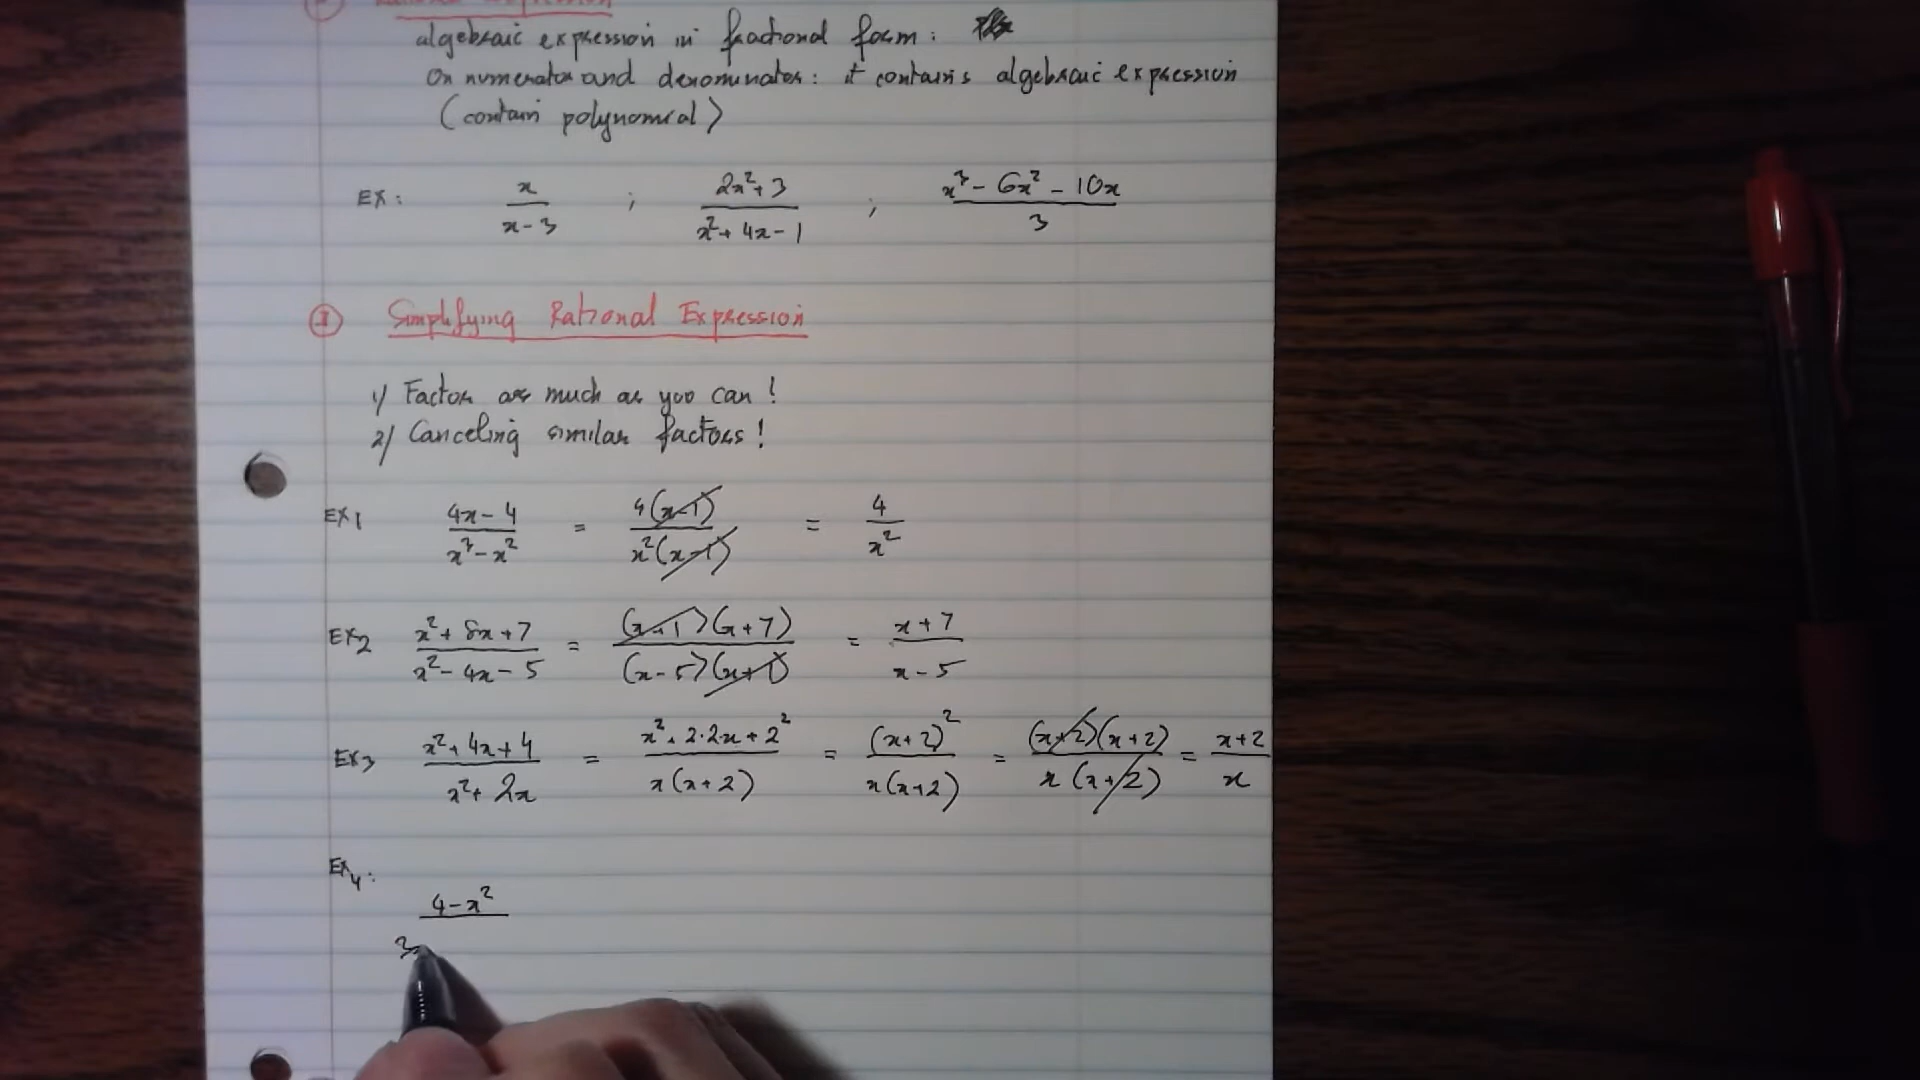 algebraic expression in fractional form:
On numerator and denominator: it contains algebraic expression
(contain polynomial)
EX: x/(x-3) ; (2x²+3)/(x²+4x-1) ; (x³-6x²-10x)/3
II Simplifying Rational Expression
1) Factor as much as you can!
2) Canceling similar factors!
EX1 (4x-4)/(x³-x²) = 4(x-1)/x²(x-1) = 4/x²
EX2 (x²+8x+7)/(x²-4x-5) = (x+1)(x+7)/(x-5)(x+1) = (x+7)/(x-5)
EX3 (x²+4x+4)/(x²+2x) = (x²+2·2x+2²)/x(x+2) = (x+2)²/x(x+2) = (x+2)(x+2)/x(x+2) = (x+2)/x
EX4:
4-x²
3